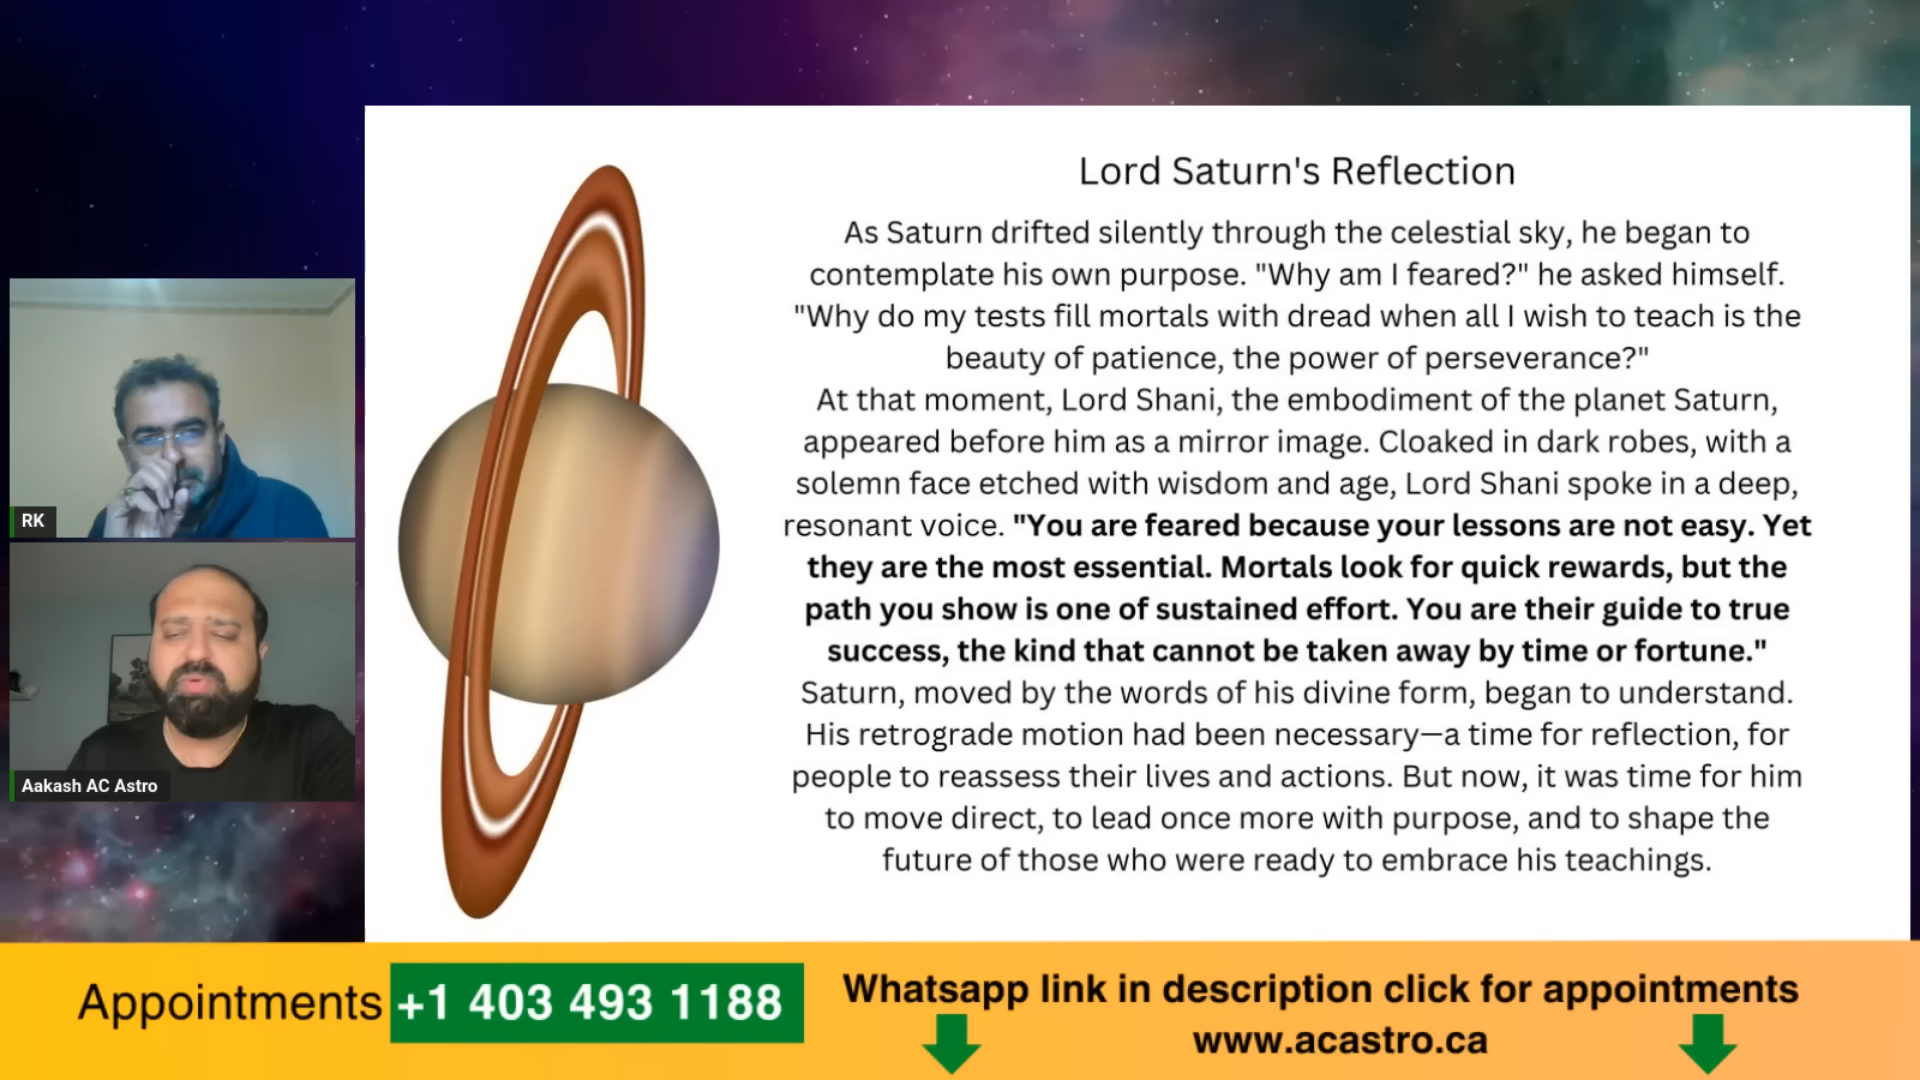 Lord Saturn's Reflection
As Saturn drifted silently through the celestial sky, he began to
contemplate his own purpose. "Why am I feared?" he asked himself.
"Why do my tests fill mortals with dread when all I wish to teach is the
beauty of patience, the power of perseverance?"
At that moment, Lord Shani, the embodiment of the planet Saturn,
appeared before him as a mirror image. Cloaked in dark robes, with a
solemn face etched with wisdom and age, Lord Shani spoke in a deep,
resonant voice. "You are feared because your lessons are not easy. Yet
they are the most essential. Mortals look for quick rewards, but the
path you show is one of sustained effort. You are their guide to true
success, the kind that cannot be taken away by time or fortune."
Saturn, moved by the words of his divine form, began to understand.
His retrograde motion had been necessary—a time for reflection, for
people to reassess their lives and actions. But now, it was time for him
to move direct, to lead once more with purpose, and to shape the
future of those who were ready to embrace his teachings.
RK
Aakash AC Astro
Appointments +1 403 493 1188
Whatsapp link in description click for appointments
www.acastro.ca